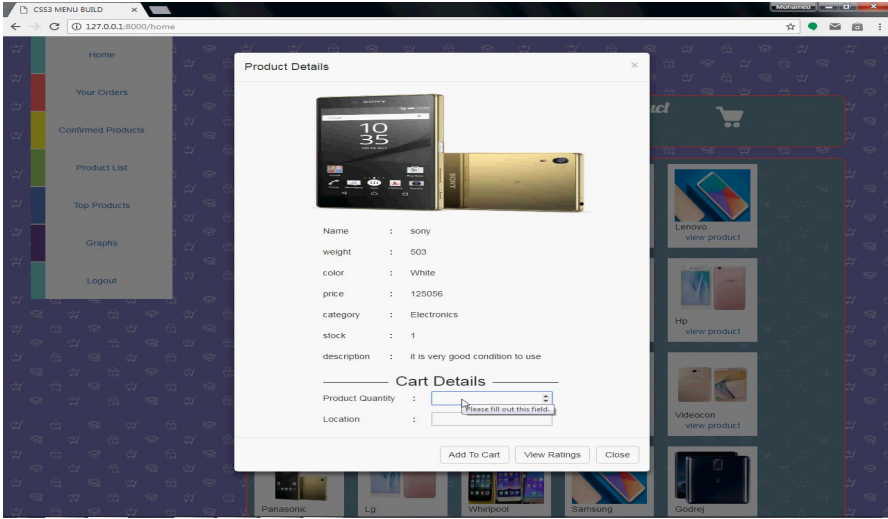 CSS3 MENU BUILD
Mohamed
127.0.0.1:8000/home
Home
Your Orders
Confirmed Products
Product List
Top Products
Graphs
Logout
Product Details
SONY
10
35
SONY
Name : sony
weight : 503
color : White
price : 125056
category : Electronics
stock : 1
description : it is very good condition to use
Cart Details
Product Quantity :
Please fill out this field.
Location :
Add To Cart View Ratings Close
Lenovo
view product
Hp
view product
Videocon
view product
Panasonic Lg Whirlpool Samsung Godrej